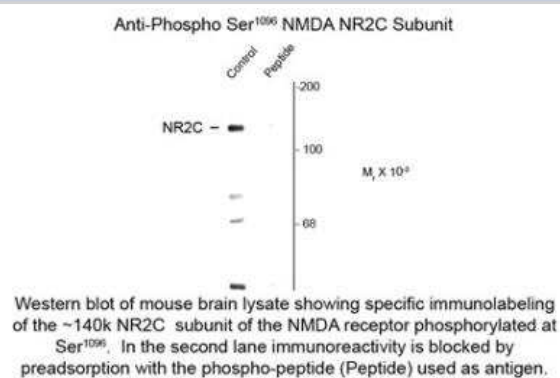 Anti-Phospho Ser¹⁰⁹⁶ NMDA NR2C Subunit
Control Peptide
-200
NR2C –
- 100
Mᵣ X 10⁻³
- 68
Western blot of mouse brain lysate showing specific immunolabeling
of the ~140k NR2C subunit of the NMDA receptor phosphorylated at
Ser¹⁰⁹⁶. In the second lane immunoreactivity is blocked by
preadsorption with the phospho-peptide (Peptide) used as antigen.